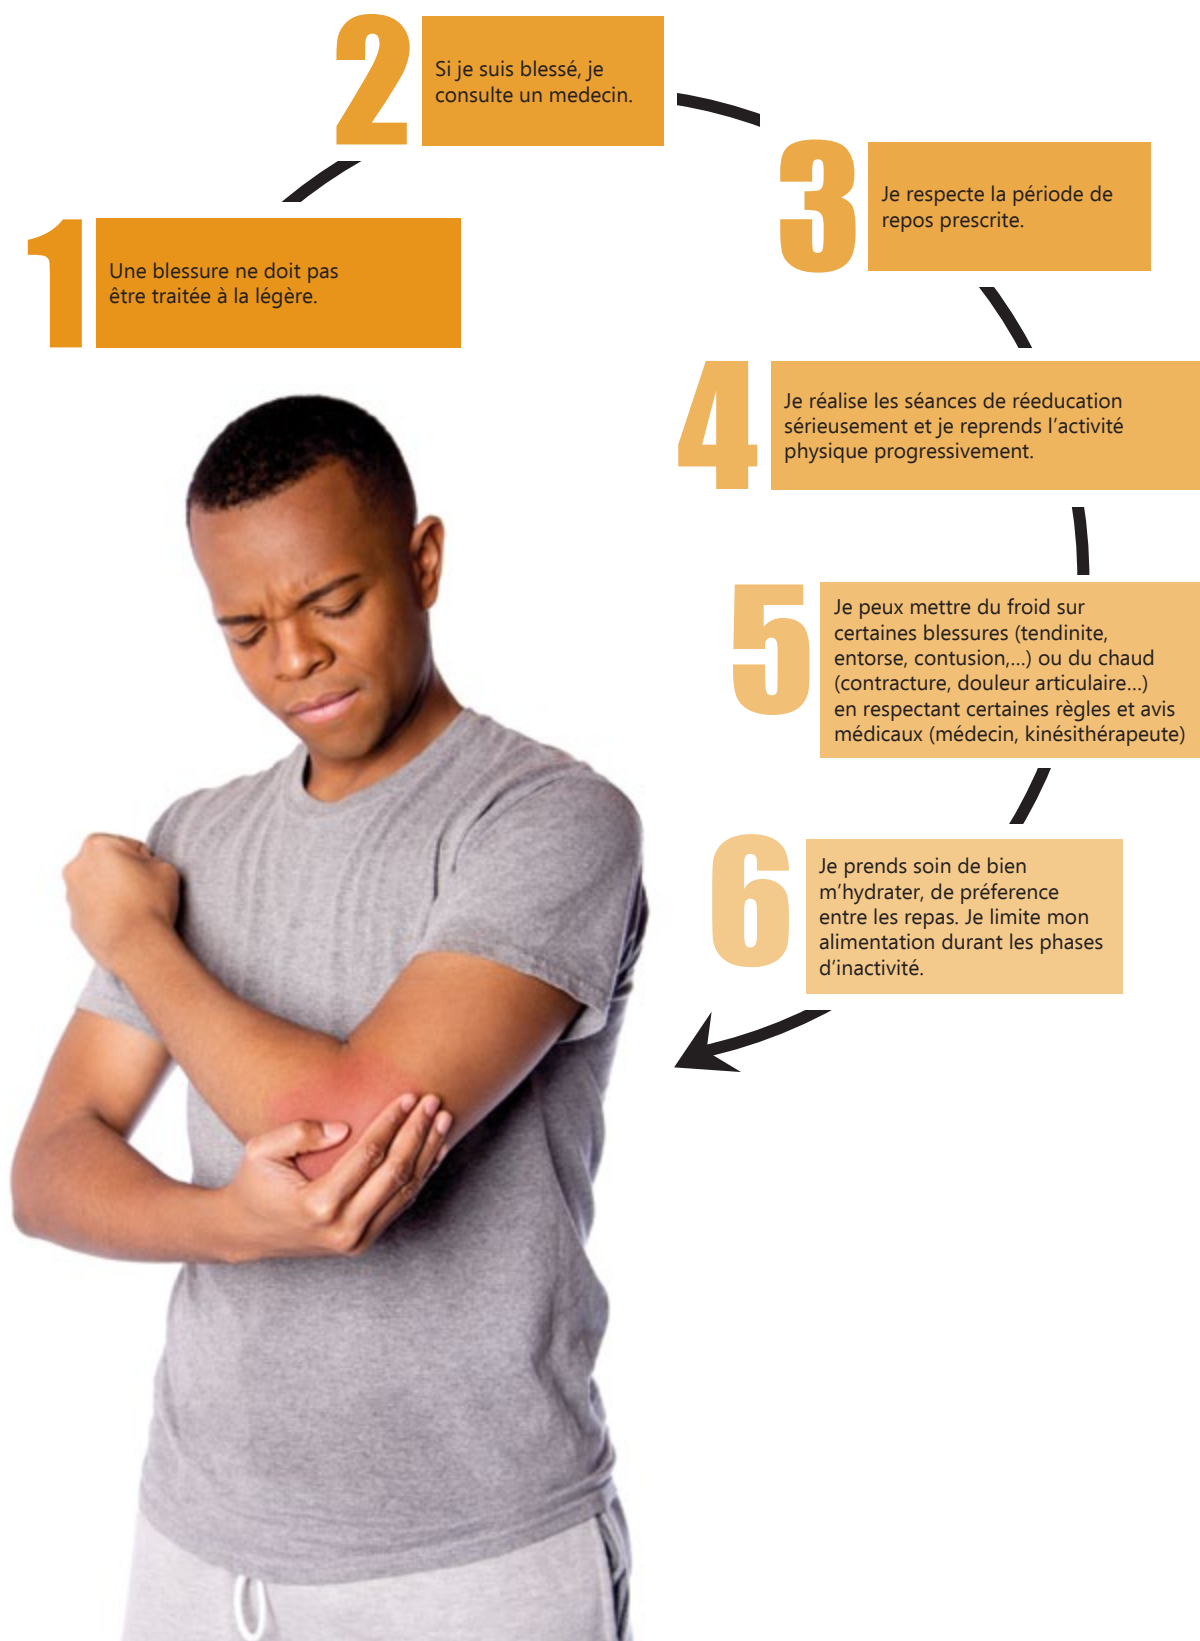 1
Une blessure ne doit pas
être traitée à la légère.
2
Si je suis blessé, je
consulte un medecin.
3
Je respecte la période de
repos prescrite.
4
Je réalise les séances de réeducation
sérieusement et je reprends l'activité
physique progressivement.
5
Je peux mettre du froid sur
certaines blessures (tendinite,
entorse, contusion,...) ou du chaud
(contracture, douleur articulaire...)
en respectant certaines règles et avis
médicaux (médecin, kinésithérapeute)
6
Je prends soin de bien
m'hydrater, de préference
entre les repas. Je limite mon
alimentation durant les phases
d'inactivité.